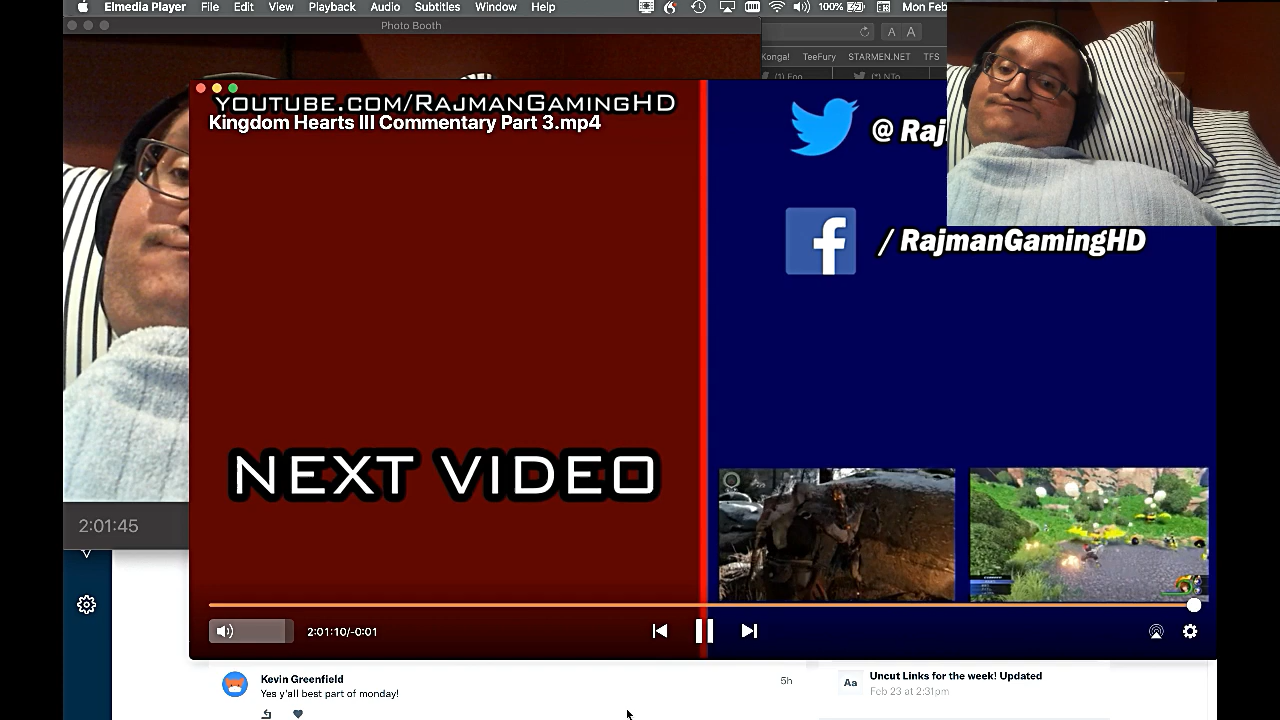 Elmedia Player File Edit View Playback Audio Subtitles Window Help 100% Mon Feb
Photo Booth
A A
Konga! TeeFury STARMEN.NET TFS
YOUTUBE.COM/RAJMANGAMINGHD
Kingdom Hearts III Commentary Part 3.mp4
@ Raj
/ RajmanGamingHD
NEXT VIDEO
2:01:45
2:01:10/-0:01
Kevin Greenfield
Yes y'all best part of monday!
5h
Aa
Uncut Links for the week! Updated
Feb 23 at 2:31pm